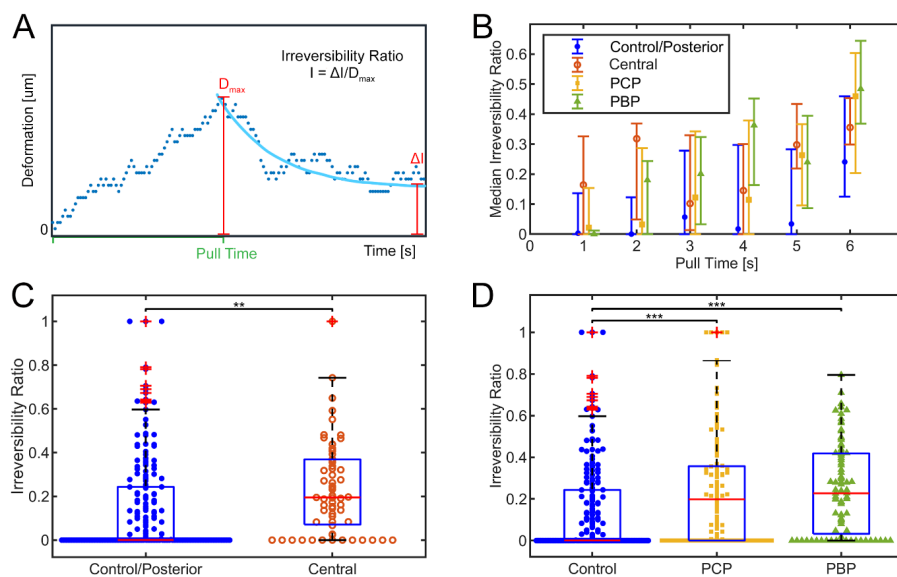 A
Deformation [um]
Irreversibility Ratio
I = ΔI/Dmax
Dmax
ΔI
0
Pull Time
Time [s]
B
Median Irreversibility Ratio
0.6
0.5
0.4
0.3
0.2
0.1
0
Control/Posterior
Central
PCP
PBP
0 1 2 3 4 5 6
Pull Time [s]
C
Irreversibility Ratio
**
1
0.8
0.6
0.4
0.2
0
Control/Posterior Central
D
Irreversibility Ratio
***
***
1
0.8
0.6
0.4
0.2
0
Control PCP PBP